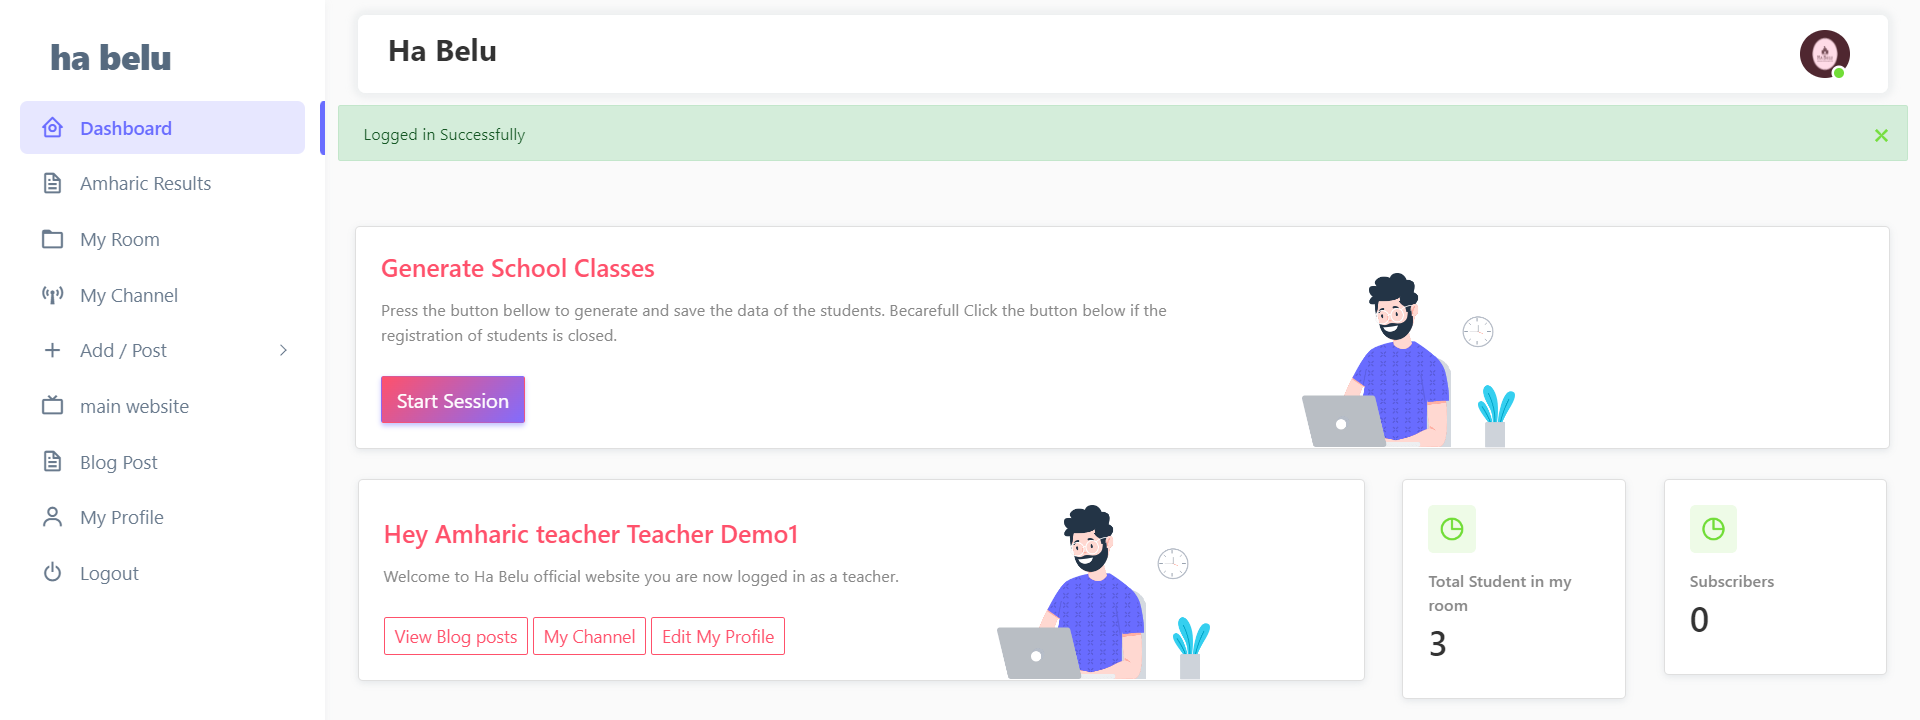 ha belu
Dashboard
Amharic Results
My Room
My Channel
Add / Post
main website
Blog Post
My Profile
Logout
Ha Belu
Logged in Successfully
Generate School Classes
Press the button bellow to generate and save the data of the students. Becarefull Click the button below if the
registration of students is closed.
Start Session
Hey Amharic teacher Teacher Demo1
Welcome to Ha Belu official website you are now logged in as a teacher.
View Blog posts
My Channel
Edit My Profile
Total Student in my
room
3
Subscribers
0